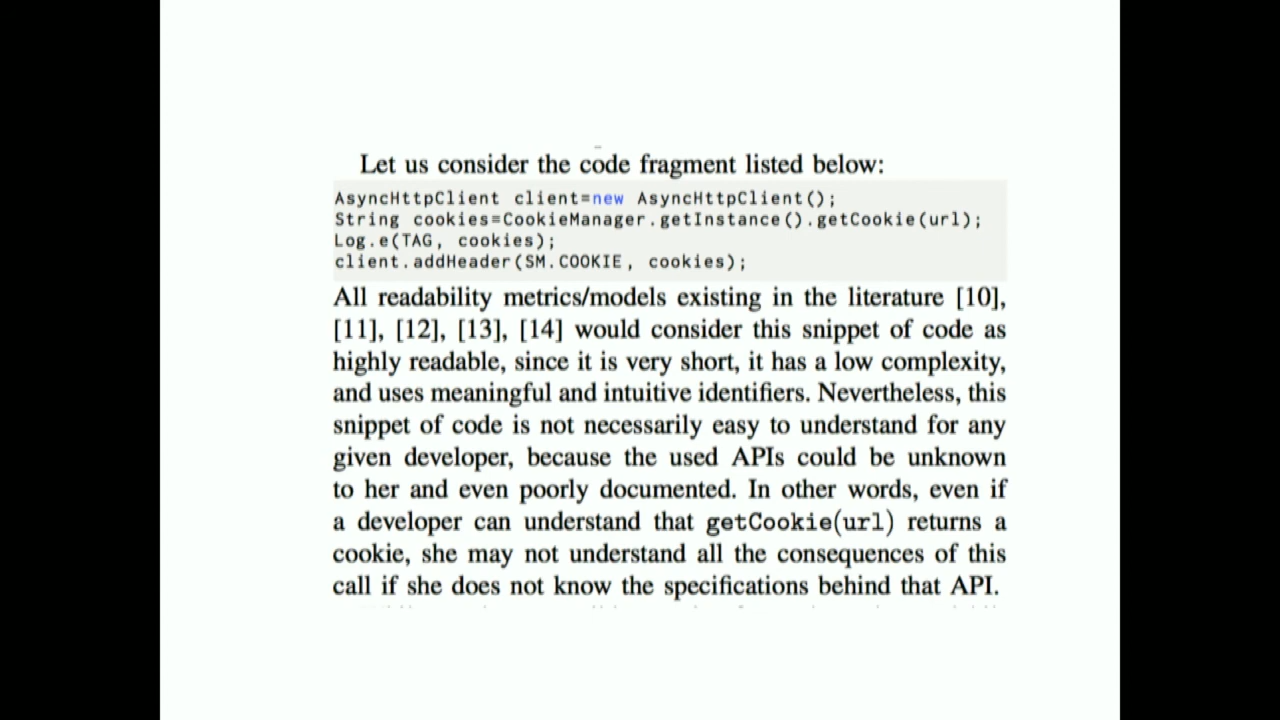 Let us consider the code fragment listed below:
AsyncHttpClient client=new AsyncHttpClient();
String cookies=CookieManager.getInstance().getCookie(url);
Log.e(TAG, cookies);
client.addHeader(SM.COOKIE, cookies);
All readability metrics/models existing in the literature [10],
[11], [12], [13], [14] would consider this snippet of code as
highly readable, since it is very short, it has a low complexity,
and uses meaningful and intuitive identifiers. Nevertheless, this
snippet of code is not necessarily easy to understand for any
given developer, because the used APIs could be unknown
to her and even poorly documented. In other words, even if
a developer can understand that getCookie(url) returns a
cookie, she may not understand all the consequences of this
call if she does not know the specifications behind that API.